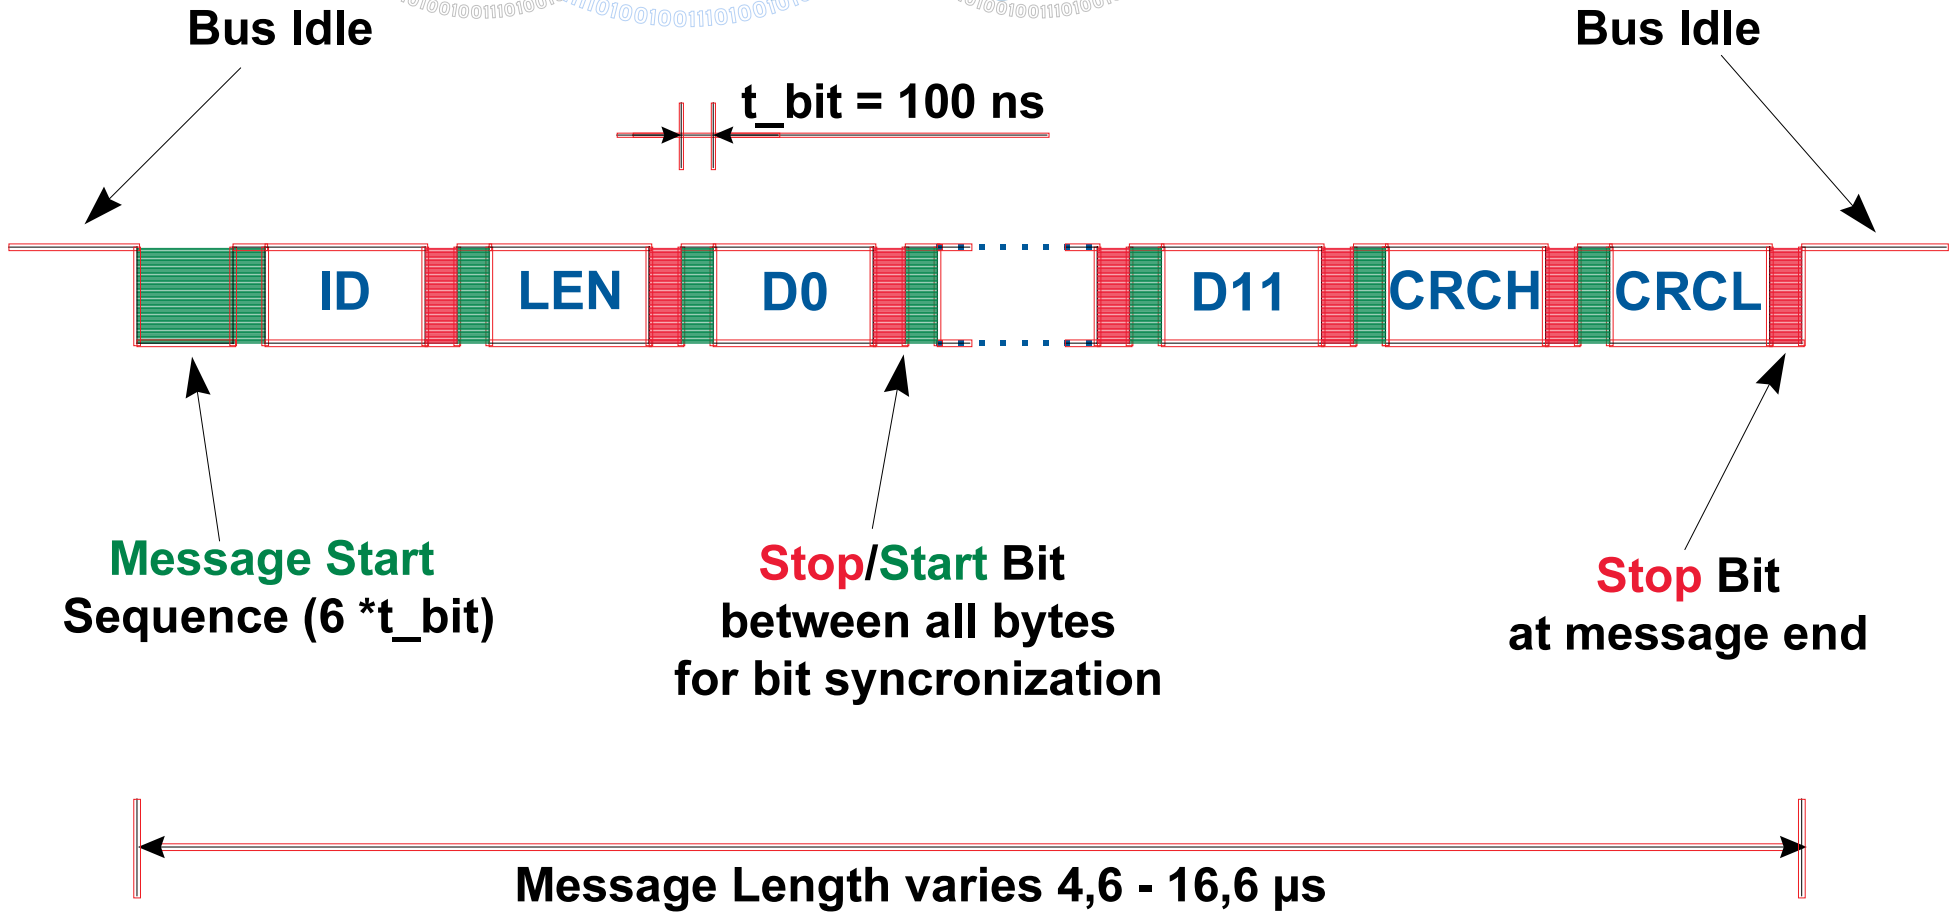 Bus Idle
Bus Idle
t_bit = 100 ns
ID
LEN
D0
D11
CRCH
CRCL
Message Start
Sequence (6 *t_bit)
Stop/Start Bit
between all bytes
for bit syncronization
Stop Bit
at message end
Message Length varies 4,6 - 16,6 µs